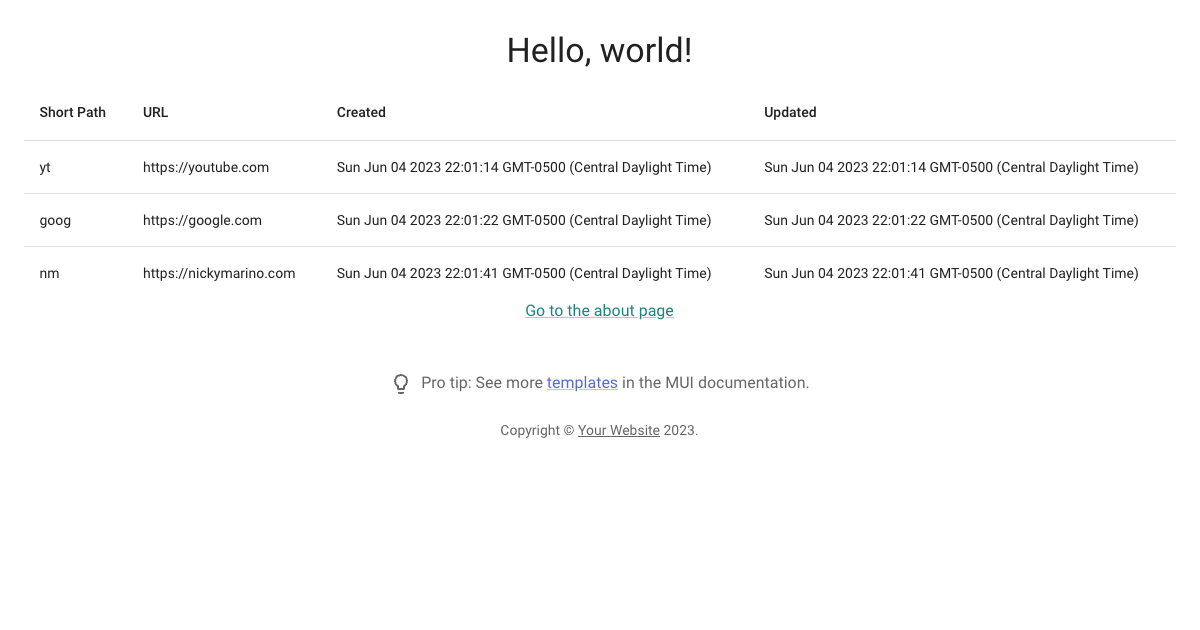 Hello, world!
Short Path URL Created Updated
yt https://youtube.com Sun Jun 04 2023 22:01:14 GMT-0500 (Central Daylight Time) Sun Jun 04 2023 22:01:14 GMT-0500 (Central Daylight Time)
goog https://google.com Sun Jun 04 2023 22:01:22 GMT-0500 (Central Daylight Time) Sun Jun 04 2023 22:01:22 GMT-0500 (Central Daylight Time)
nm https://nickymarino.com Sun Jun 04 2023 22:01:41 GMT-0500 (Central Daylight Time) Sun Jun 04 2023 22:01:41 GMT-0500 (Central Daylight Time)
Go to the about page
Pro tip: See more templates in the MUI documentation.
Copyright © Your Website 2023.